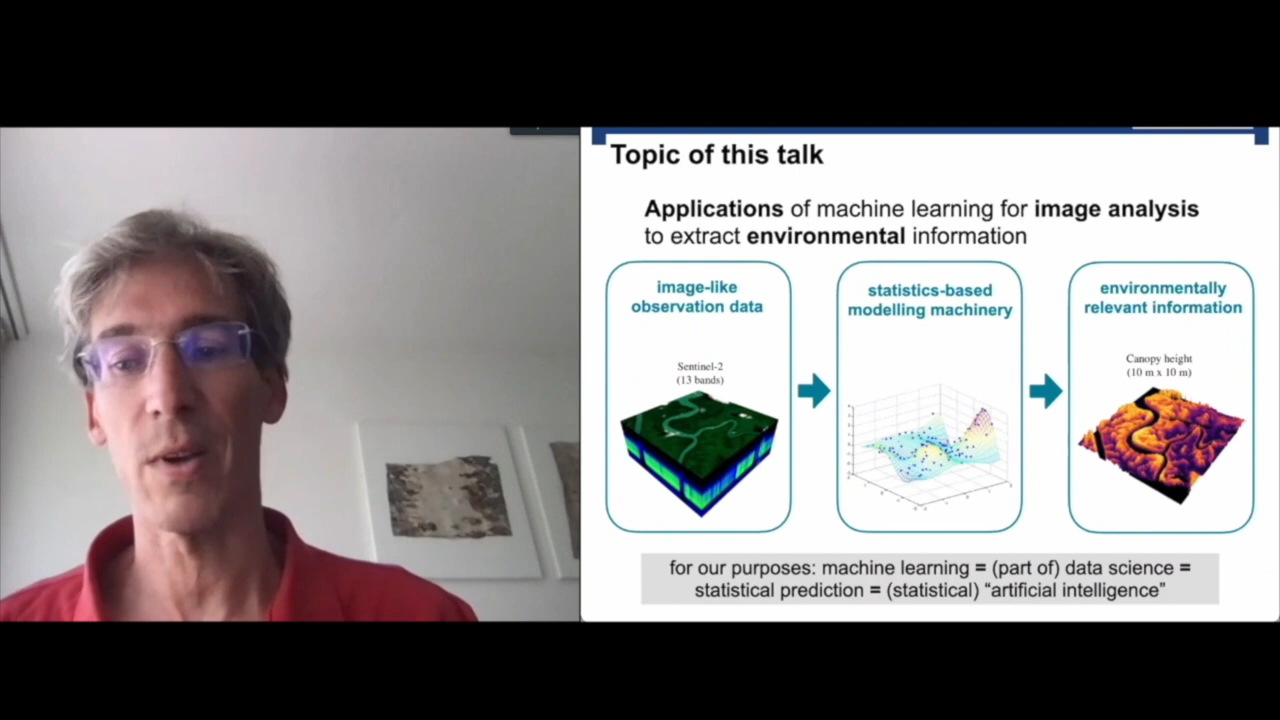 Topic of this talk
Applications of machine learning for image analysis
to extract environmental information
image-like
observation data
Sentinel-2
(13 bands)
statistics-based
modelling machinery
environmentally
relevant information
Canopy height
(10 m x 10 m)
for our purposes: machine learning = (part of) data science =
statistical prediction = (statistical) “artificial intelligence”